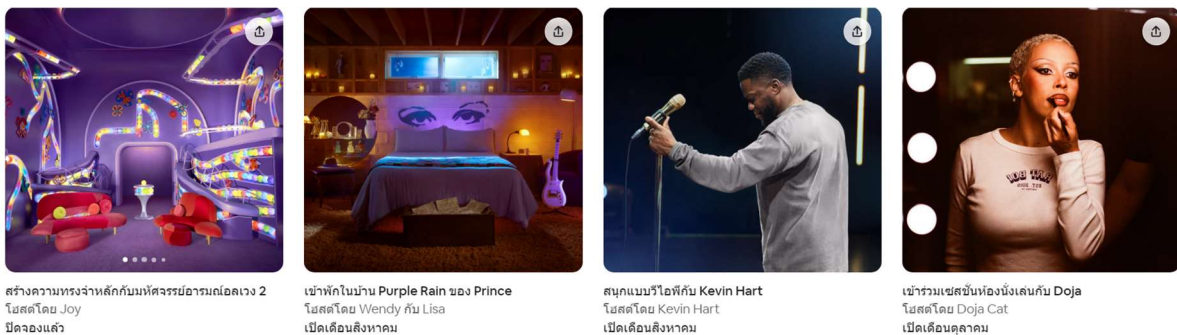 สร้างความทรงจำหลักกับมหัศจรรย์อารมณ์อลเวง 2
โฮสต์โดย Joy
ปิดจองแล้ว
เข้าพักในบ้าน Purple Rain ของ Prince
โฮสต์โดย Wendy กับ Lisa
เปิดเดือนสิงหาคม
สนุกแบบวีไอพีกับ Kevin Hart
โฮสต์โดย Kevin Hart
เปิดเดือนสิงหาคม
เข้าร่วมเซสชั่นห้องนั่งเล่นกับ Doja
โฮสต์โดย Doja Cat
เปิดเดือนตุลาคม